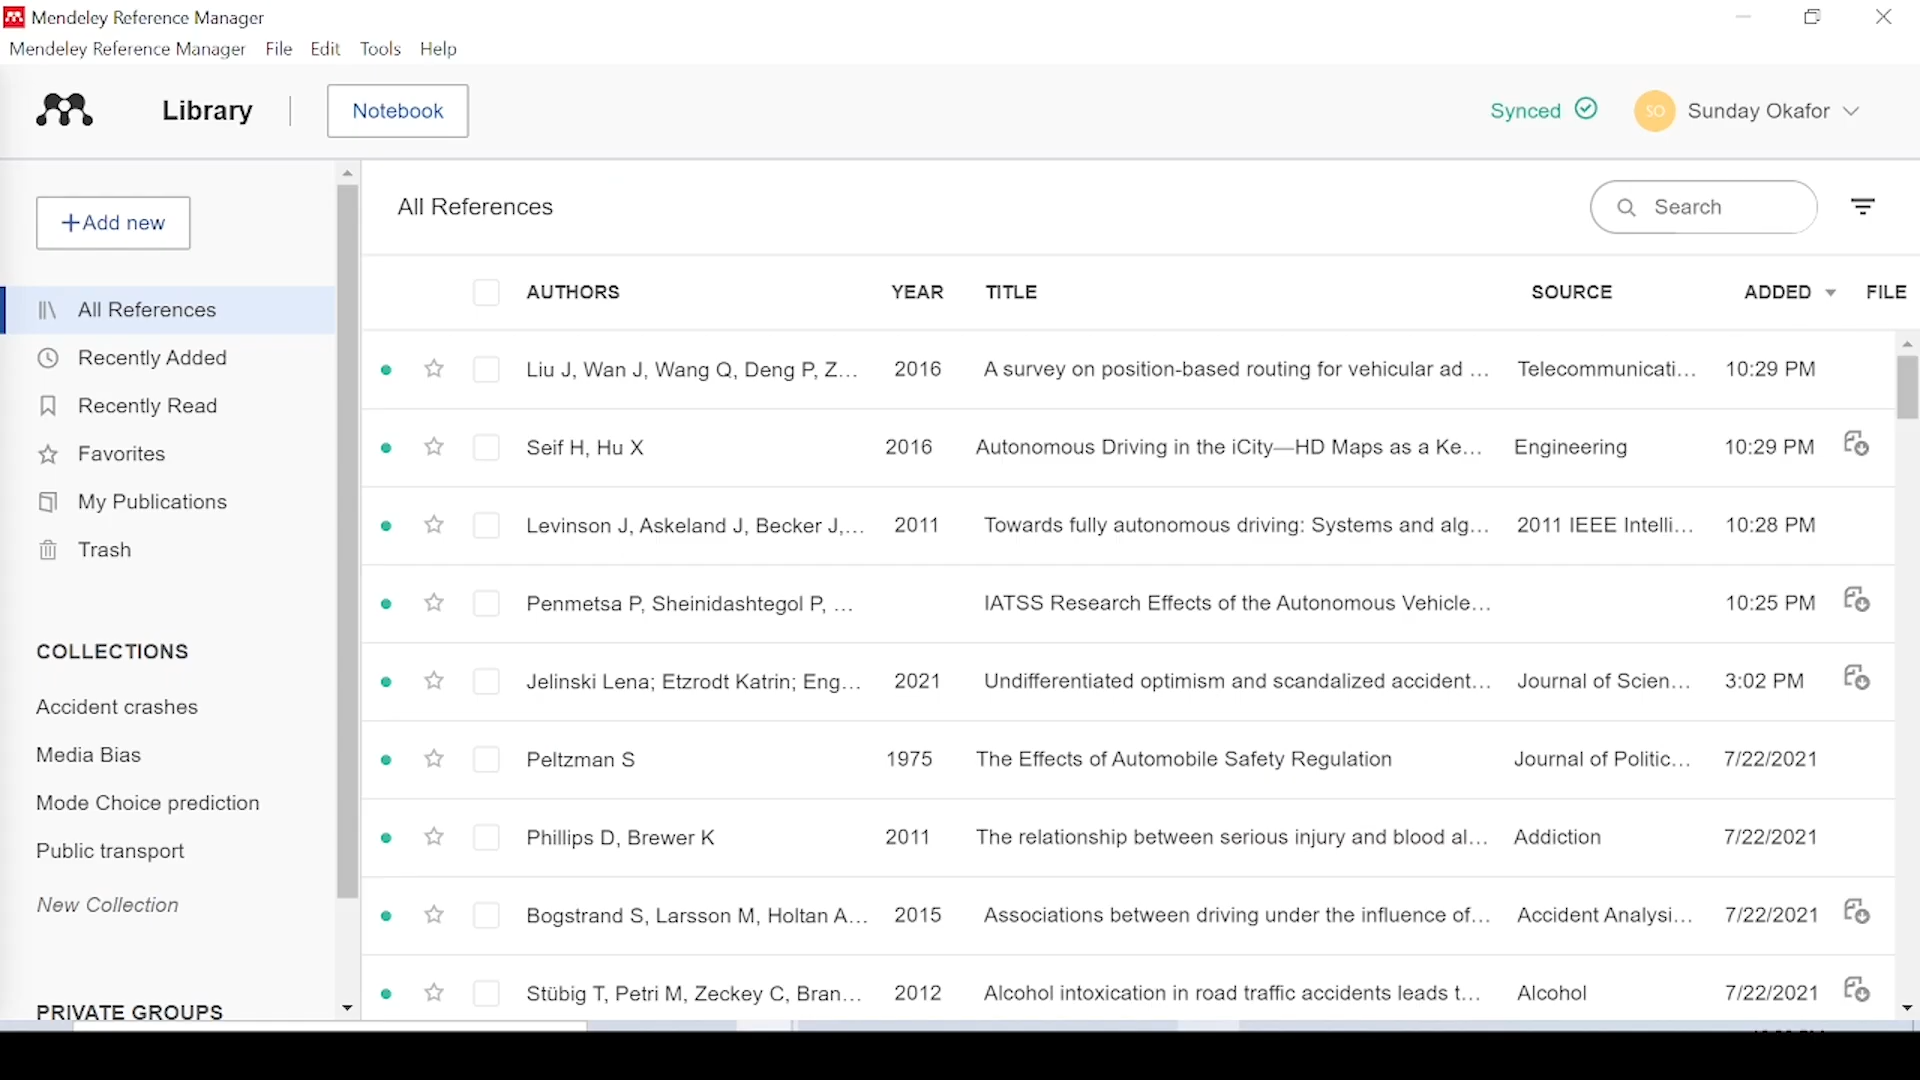 Mendeley Reference Manager
Mendeley Reference Manager File Edit Tools Help
Library Notebook Synced SO Sunday Okafor
+Add new
All References
Recently Added
Recently Read
Favorites
My Publications
Trash
COLLECTIONS
Accident crashes
Media Bias
Mode Choice prediction
Public transport
New Collection
PRIVATE GROUPS
All References Search
AUTHORS YEAR TITLE SOURCE ADDED FILE
Liu J, Wan J, Wang Q, Deng P, Z... 2016 A survey on position-based routing for vehicular ad ... Telecommunicati... 10:29 PM
Seif H, Hu X 2016 Autonomous Driving in the iCity—HD Maps as a Ke... Engineering 10:29 PM
Levinson J, Askeland J, Becker J,... 2011 Towards fully autonomous driving: Systems and alg... 2011 IEEE Intelli... 10:28 PM
Penmetsa P, Sheinidashtegol P, ... IATSS Research Effects of the Autonomous Vehicle... 10:25 PM
Jelinski Lena; Etzrodt Katrin; Eng... 2021 Undifferentiated optimism and scandalized accident... Journal of Scien... 3:02 PM
Peltzman S 1975 The Effects of Automobile Safety Regulation Journal of Politic... 7/22/2021
Phillips D, Brewer K 2011 The relationship between serious injury and blood al... Addiction 7/22/2021
Bogstrand S, Larsson M, Holtan A... 2015 Associations between driving under the influence of... Accident Analysi... 7/22/2021
Stübig T, Petri M, Zeckey C, Bran... 2012 Alcohol intoxication in road traffic accidents leads t... Alcohol 7/22/2021